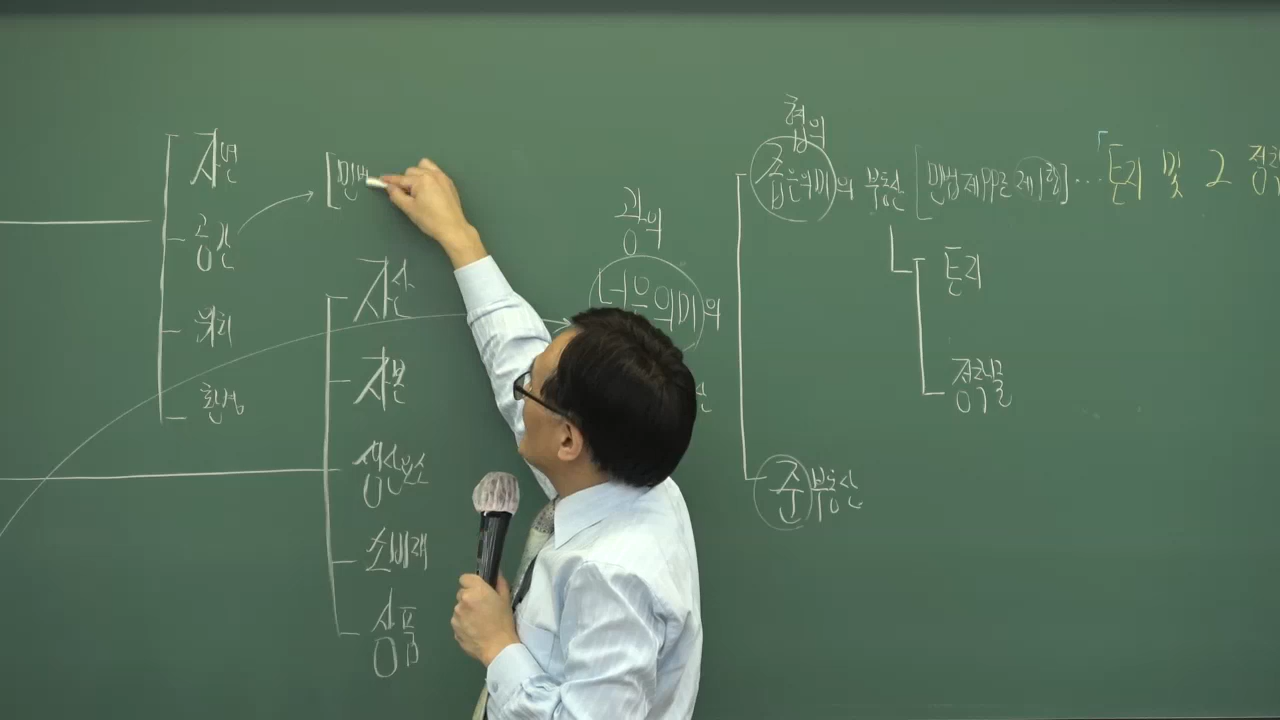 자연
공간
위치
환경
[민법
자산
자본
생산요소
소비재
상품
광의
넓은의미의
협의
좁은의미의 부동산 [민법 제99조 제1항] ... 「토지 및 그 정착
토지
정착물
준부동산